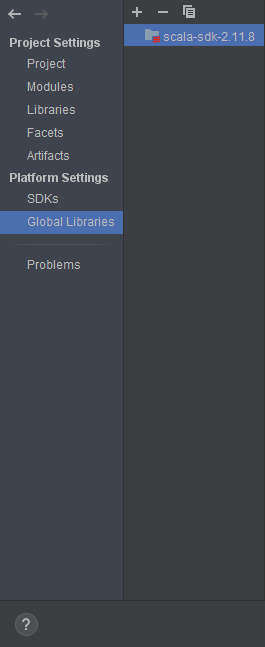 Project Settings
Project
Modules
Libraries
Facets
Artifacts
Platform Settings
SDKs
Global Libraries
Problems
scala-sdk-2.11.8
?